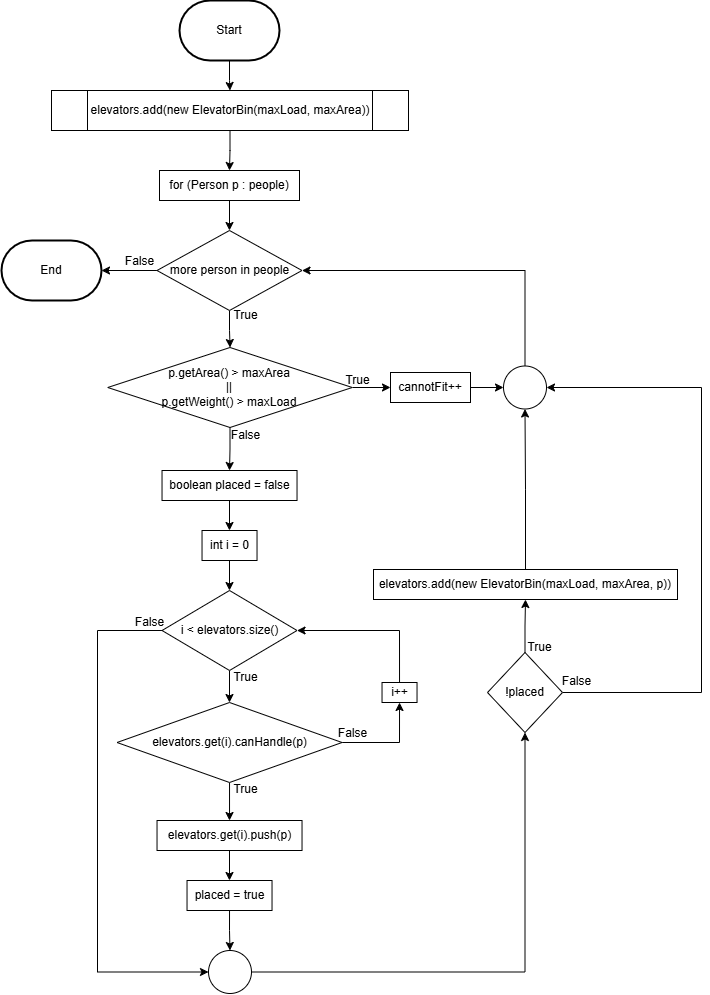 Start
elevators.add(new ElevatorBin(maxLoad, maxArea))
for (Person p : people)
more person in people
False
End
True
p.getArea() > maxArea
||
p.getWeight() > maxLoad
True
cannotFit++
False
boolean placed = false
int i = 0
elevators.add(new ElevatorBin(maxLoad, maxArea, p))
i < elevators.size()
False
True
i++
True
!placed
False
elevators.get(i).canHandle(p)
False
True
elevators.get(i).push(p)
placed = true